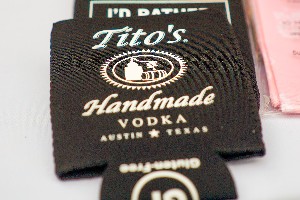 I'D RATHER
Tito's.
Handmade
VODKA
AUSTIN ★ TEXAS
Gluten-Free